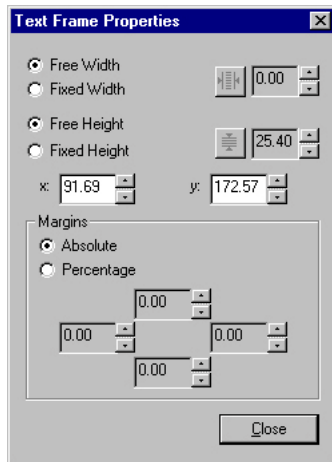 Text Frame Properties
Free Width
0.00
Fixed Width
Free Height
25.40
Fixed Height
x: 91.69 y: 172.57
Margins
Absolute
Percentage
0.00
0.00 0.00
0.00
Close